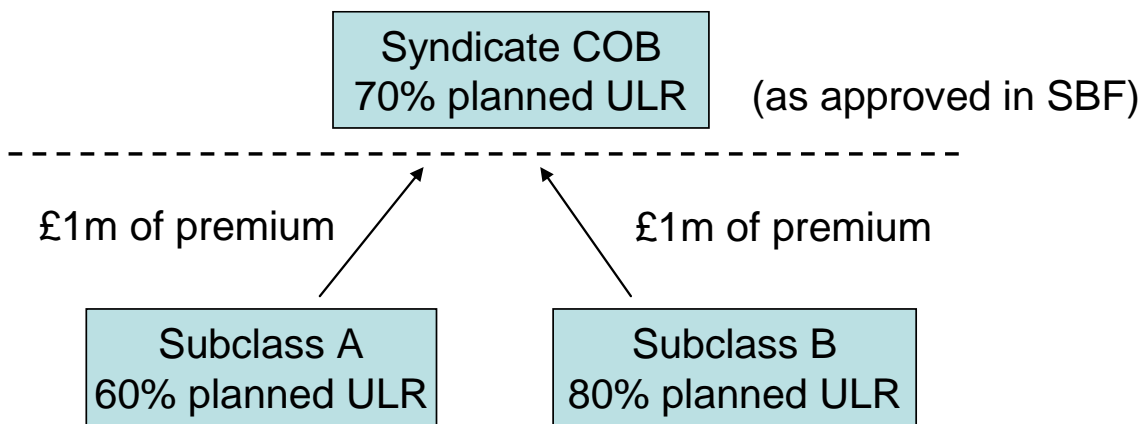 Syndicate COB
70% planned ULR
(as approved in SBF)
£1m of premium
£1m of premium
Subclass A
60% planned ULR
Subclass B
80% planned ULR